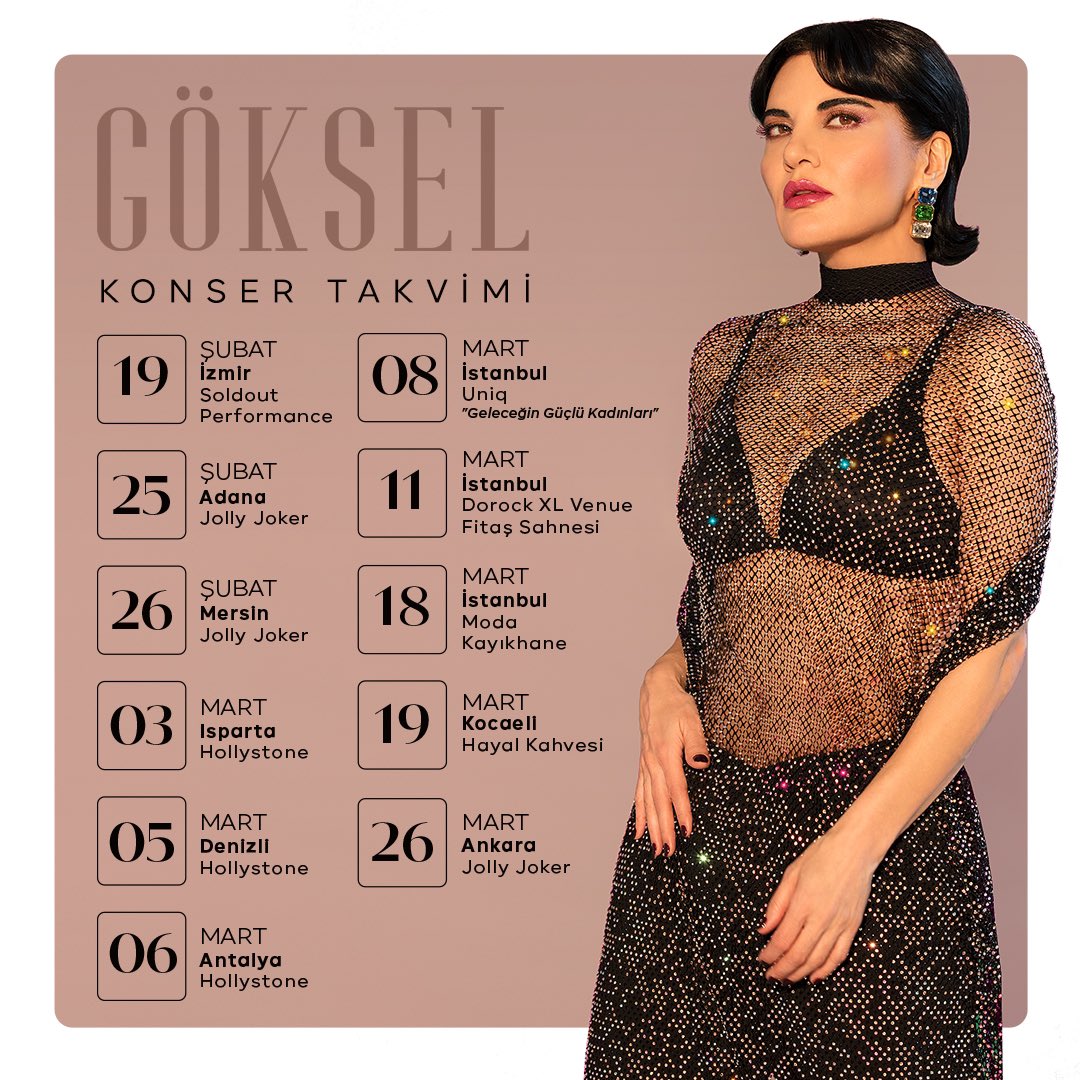 GÖKSEL
KONSER TAKVİMİ
19
ŞUBAT
İzmir
Soldout
Performance
25
ŞUBAT
Adana
Jolly Joker
26
ŞUBAT
Mersin
Jolly Joker
03
MART
Isparta
Hollystone
05
MART
Denizli
Hollystone
06
MART
Antalya
Hollystone
08
MART
İstanbul
Uniq
"Geleceğin Güçlü Kadınları"
11
MART
İstanbul
Dorock XL Venue
Fitaş Sahnesi
18
MART
İstanbul
Moda
Kayıkhane
19
MART
Kocaeli
Hayal Kahvesi
26
MART
Ankara
Jolly Joker